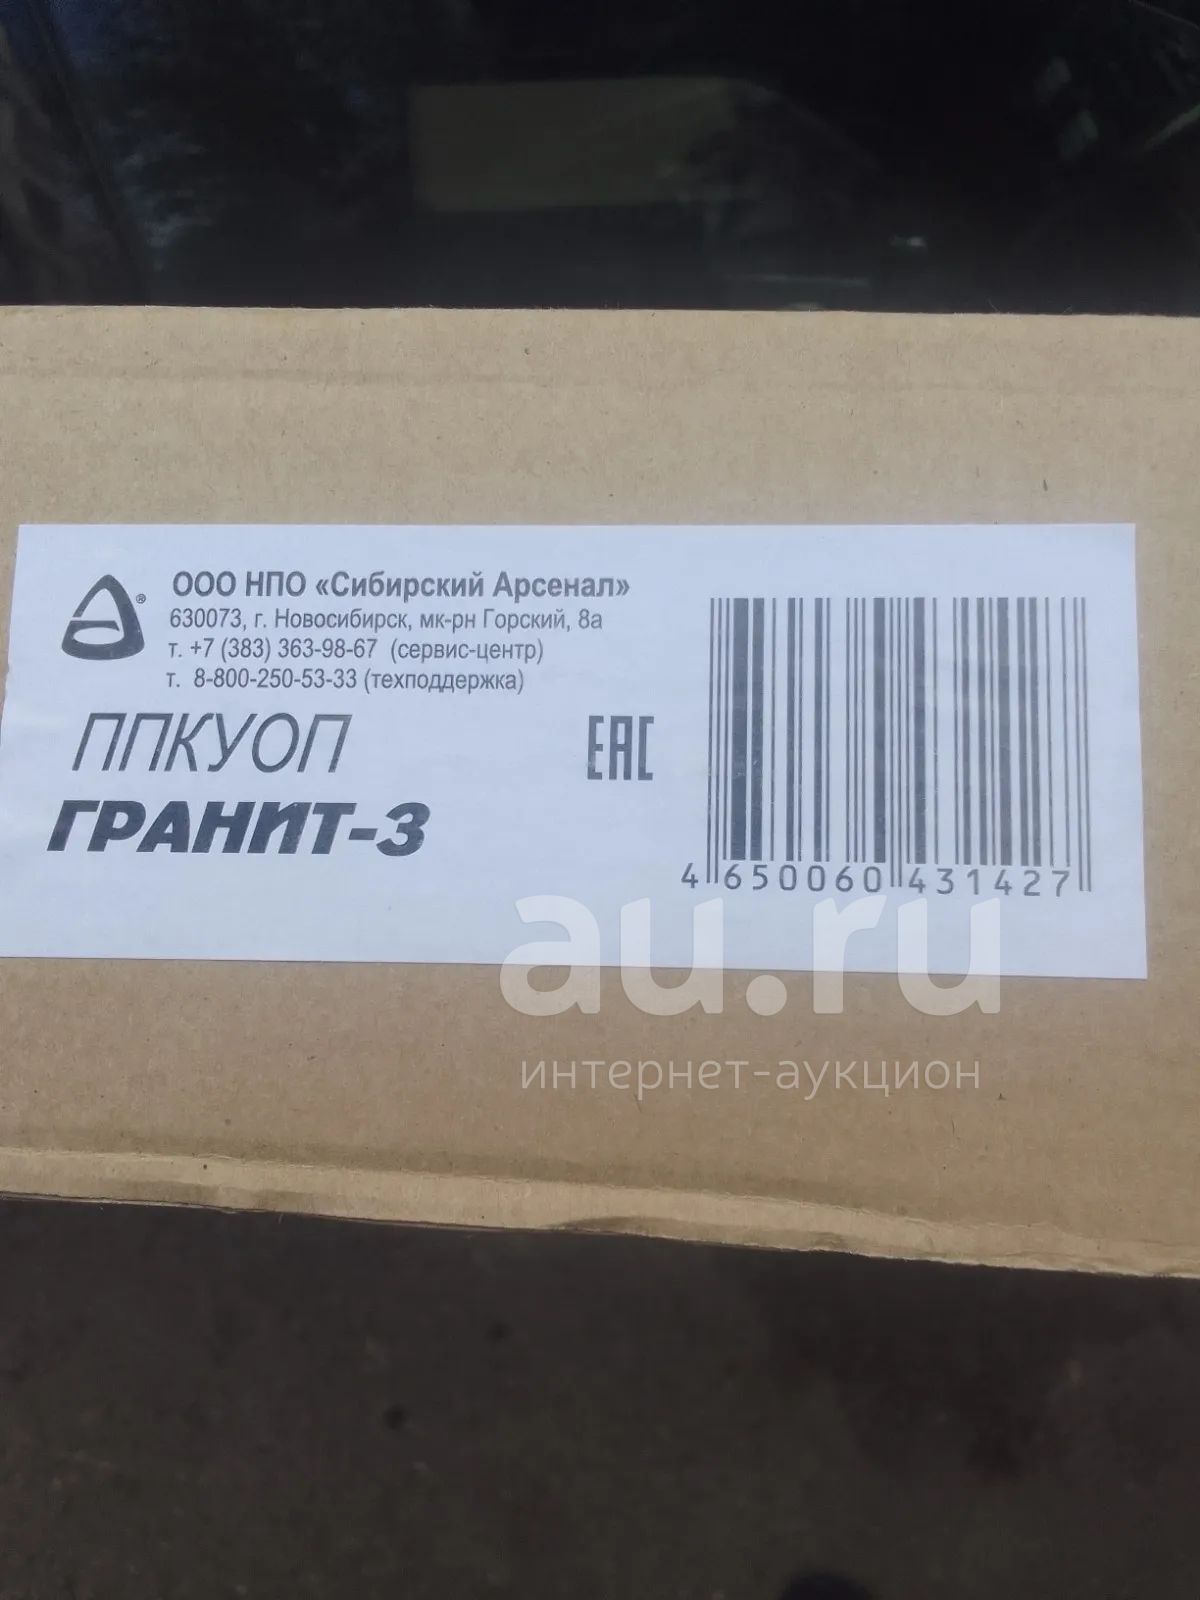 ООО НПО «Сибирский Арсенал»
630073, г. Новосибирск, мк-рн Горский, 8а
т. +7 (383) 363-98-67 (сервис-центр)
т. 8-800-250-53-33 (техподдержка)
ППКУОП
ГРАНИТ-3
EAC
4 650060 431427
au.ru
интернет-аукцион